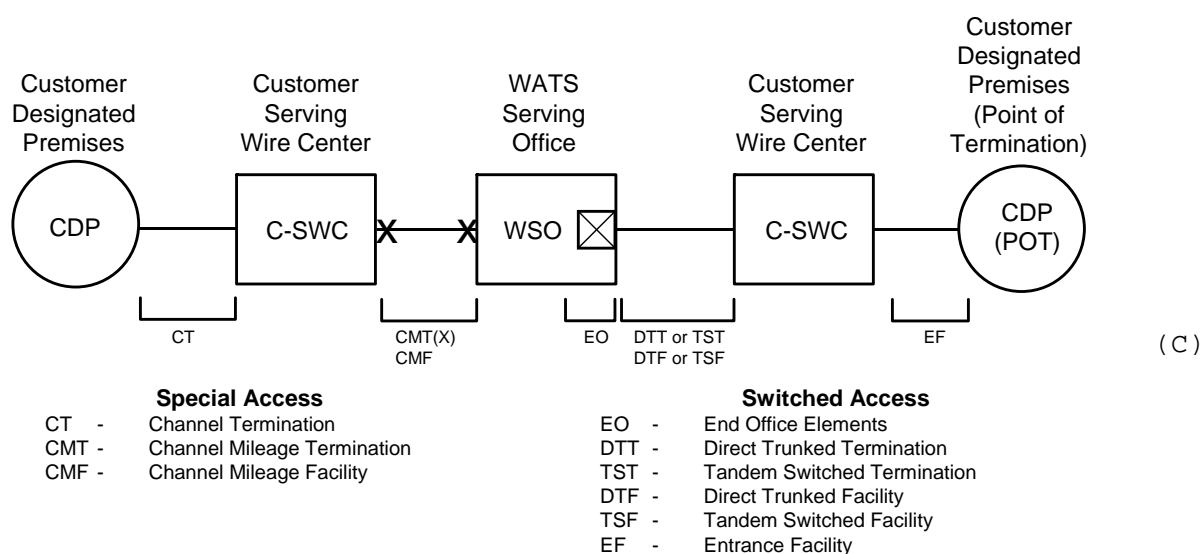 Customer
Designated
Premises
Customer
Serving
Wire Center
WATS
Serving
Office
Customer
Serving
Wire Center
Customer
Designated
Premises
(Point of
Termination)
CDP
C-SWC
X
X
WSO
C-SWC
CDP
(POT)
CT
CMT(X)
CMF
EO
DTT or TST
DTF or TSF
EF
(C)
Special Access
CT - Channel Termination
CMT - Channel Mileage Termination
CMF - Channel Mileage Facility
Switched Access
EO - End Office Elements
DTT - Direct Trunked Termination
TST - Tandem Switched Termination
DTF - Direct Trunked Facility
TSF - Tandem Switched Facility
EF - Entrance Facility